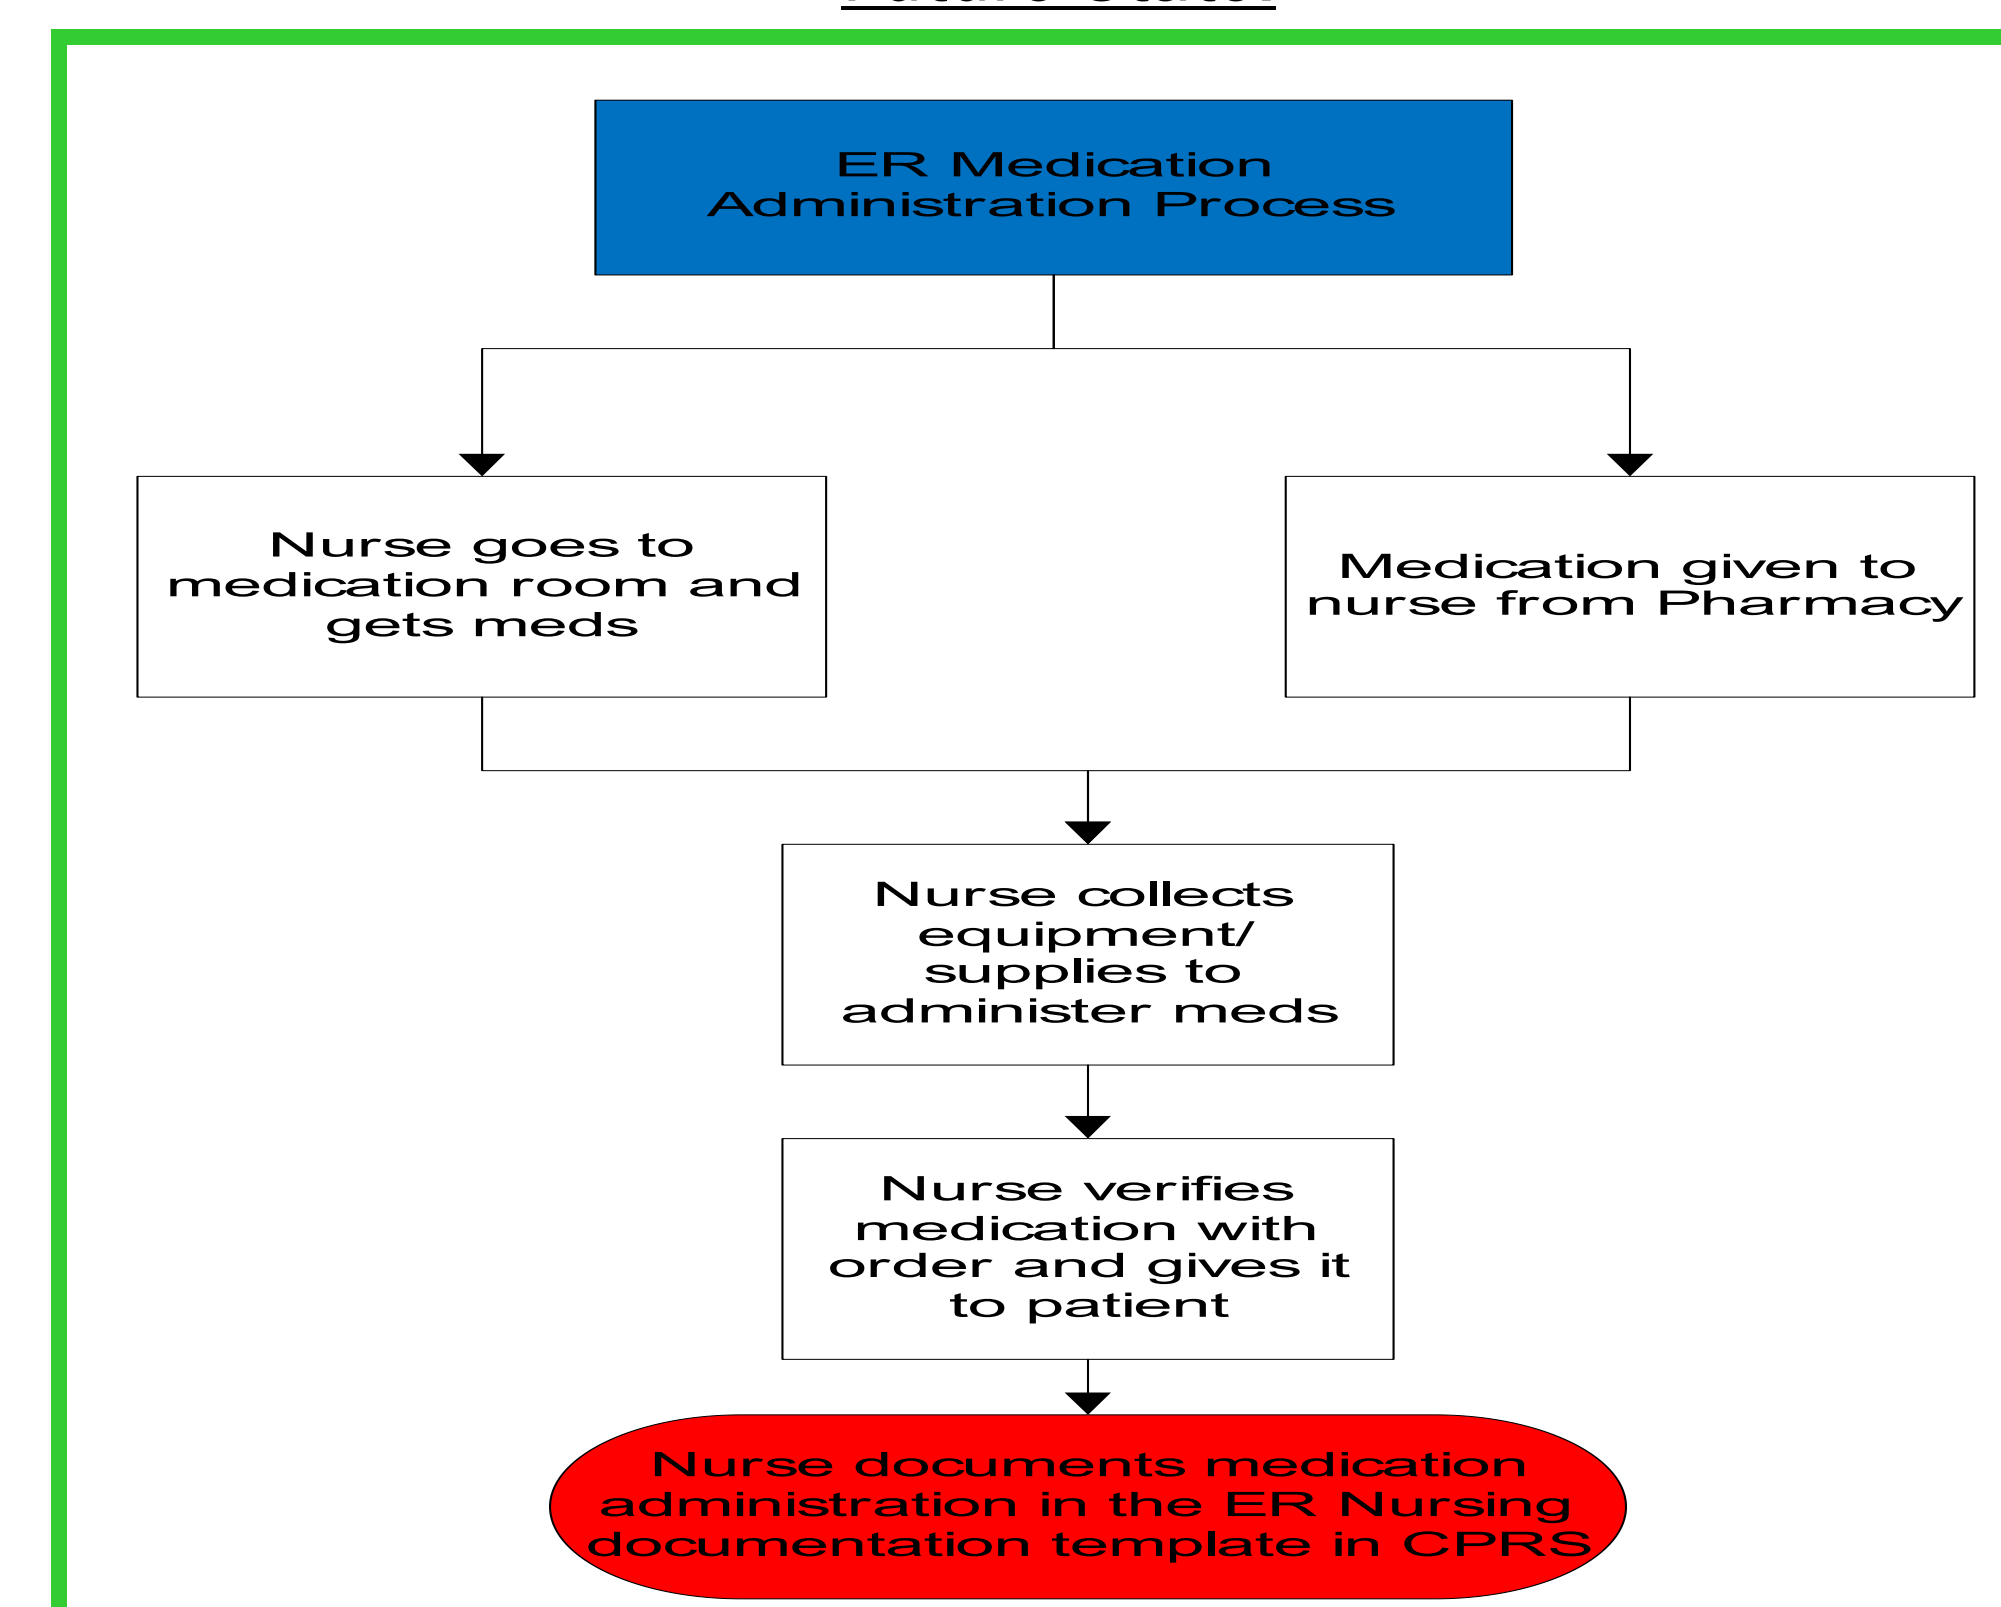 ER Medication
Administration Process
Nurse goes to
medication room and
gets meds
Medication given to
nurse from Pharmacy
Nurse collects
equipment/
supplies to
administer meds
Nurse verifies
medication with
order and gives it
to patient
Nurse documents medication
administration in the ER Nursing
documentation template in CPRS